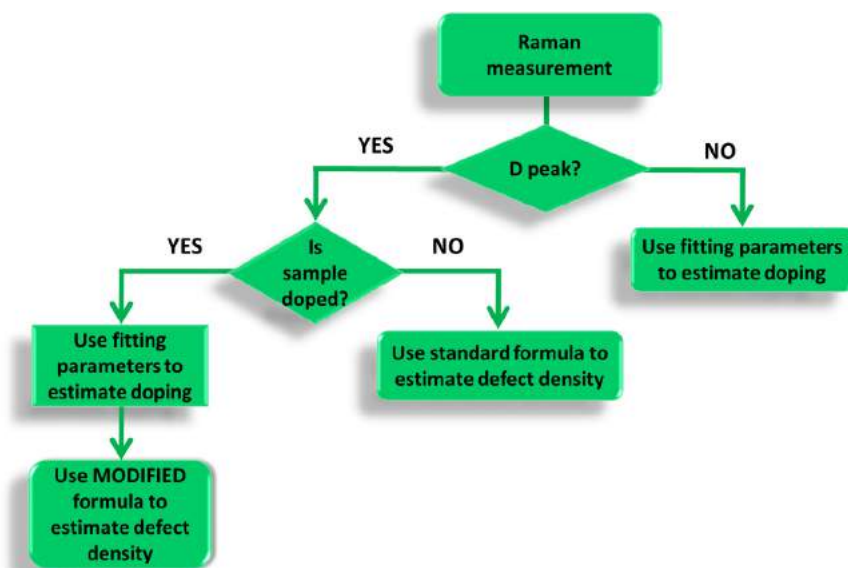 Raman
measurement
YES
D peak?
NO
YES
Is
sample
doped?
NO
Use fitting parameters
to estimate doping
Use fitting
parameters to
estimate doping
Use standard formula to
estimate defect density
Use MODIFIED
formula to
estimate defect
density